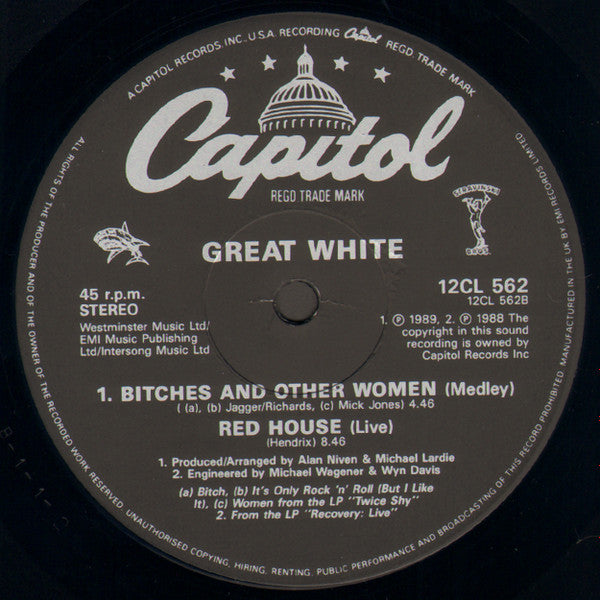 A CAPITOL RECORDS, INC., U.S.A. RECORDING Capitol REGD. TRADE MARK
Capitol
REGD TRADE MARK
STRAVINSKI
BROS.
GREAT WHITE
45 r.p.m.
STEREO
12CL 562
12CL 562B
Westminster Music Ltd/
EMI Music Publishing
Ltd/Intersong Music Ltd
1. ℗ 1989, 2. ℗ 1988 The
copyright in this sound
recording is owned by
Capitol Records Inc
1. BITCHES AND OTHER WOMEN (Medley)
( (a), (b) Jagger/Richards, (c) Mick Jones) 4.46
RED HOUSE (Live)
(Hendrix) 8.46
1. Produced/Arranged by Alan Niven & Michael Lardie
2. Engineered by Michael Wagener & Wyn Davis
(a) Bitch, (b) It's Only Rock 'n' Roll (But I Like
It), (c) Women from the LP "Twice Shy"
2. From the LP "Recovery: Live"
ALL RIGHTS OF THE PRODUCER AND OF THE OWNER OF THE RECORDED WORK RESERVED. UNAUTHORISED COPYING, HIRING, RENTING, PUBLIC PERFORMANCE AND BROADCASTING OF THIS RECORD PROHIBITED. MANUFACTURED IN THE UK BY EMI RECORDS LIMITED